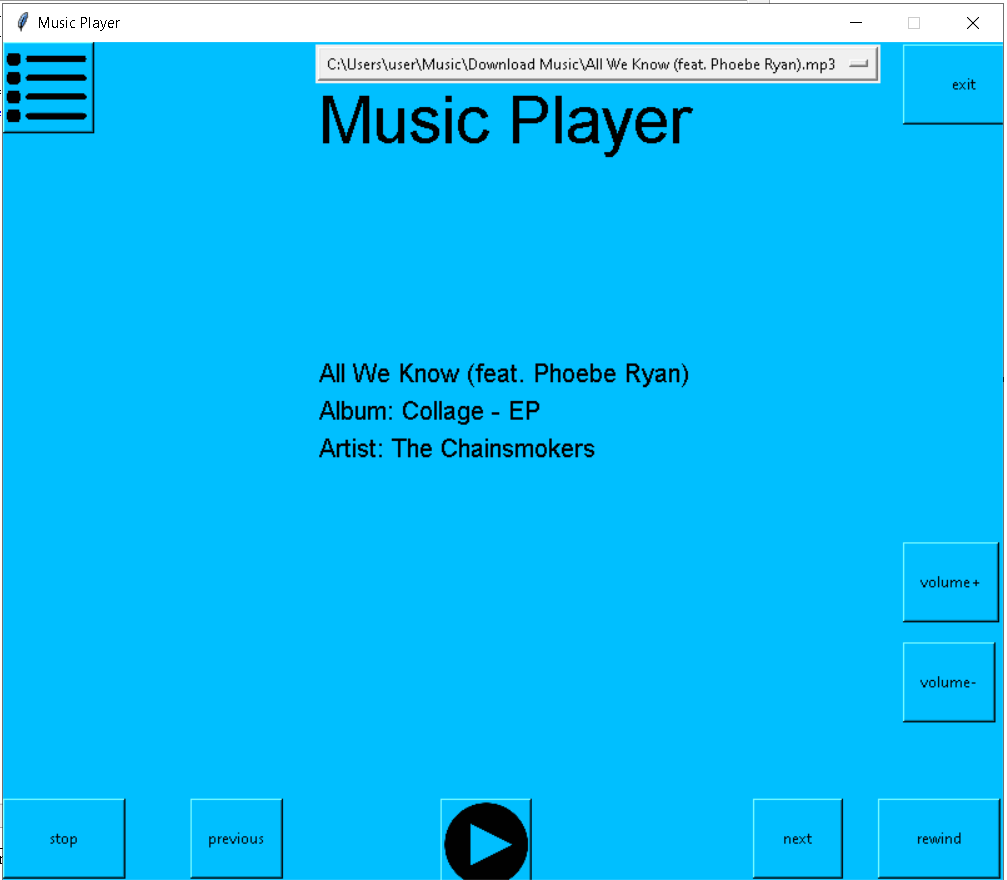 Music Player
C:\Users\user\Music\Download Music\All We Know (feat. Phoebe Ryan).mp3
exit
Music Player
All We Know (feat. Phoebe Ryan)
Album: Collage - EP
Artist: The Chainsmokers
volume+
volume-
stop
previous
next
rewind